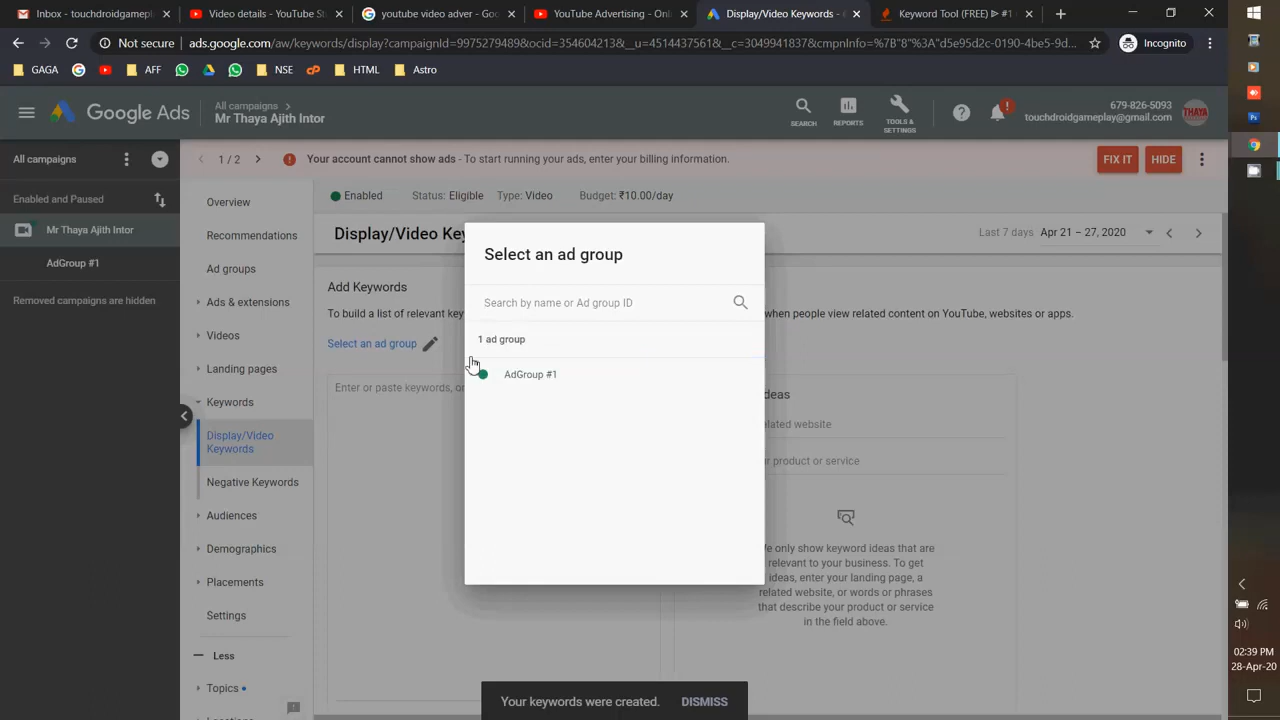 Inbox - touchdroidgamepl
Video details - YouTube St
youtube video adver - Goo
YouTube Advertising - Onli
Display/Video Keywords -
Keyword Tool (FREE) ᐈ #1
Not secure
ads.google.com/aw/keywords/display?campaignId=9975279489&ocid=354604213&__u=4514437561&__c=3049941837&cmpnInfo=%7B"8"%3A"d5e95d2c-0190-4be5-9d...
Incognito
GAGA
AFF
NSE
HTML
Astro
Google Ads
All campaigns
Mr Thaya Ajith Intor
SEARCH
REPORTS
TOOLS &
SETTINGS
679-826-5093
touchdroidgameplay@gmail.com
THAYA
All campaigns
1 / 2
Your account cannot show ads - To start running your ads, enter your billing information.
FIX IT
HIDE
Enabled and Paused
Mr Thaya Ajith Intor
AdGroup #1
Removed campaigns are hidden
Overview
Recommendations
Ad groups
Ads & extensions
Videos
Landing pages
Keywords
Display/Video
Keywords
Negative Keywords
Audiences
Demographics
Placements
Settings
Less
Topics
Enabled
Status: Eligible
Type: Video
Budget: ₹10.00/day
Display/Video Ke
Last 7 days
Apr 21 – 27, 2020
Add Keywords
To build a list of relevant key
when people view related content on YouTube, websites or apps.
Select an ad group
Enter or paste keywords, o
Select an ad group
Search by name or Ad group ID
1 ad group
AdGroup #1
deas
lated website
r product or service
e only show keyword ideas that are
relevant to your business. To get
ideas, enter your landing page, a
related website, or words or phrases
that describe your product or service
in the field above.
Your keywords were created.
DISMISS
02:39 PM
28-Apr-20